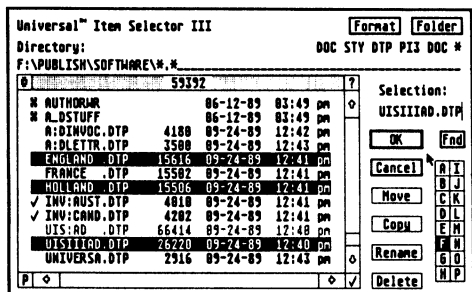 Universal™ Item Selector III Format Folder
Directory: DOC STY DTP PI3 DOC *
F:\PUBLISH\SOFTWARE\*.*
59392 ?
Selection:
UISIIIAD.DTP
AUTHORWR 06-12-89 03:49 pm
A_DSTUFF 06-12-89 03:49 pm
A:DINVOC.DTP 4180 09-24-89 12:42 pm
A:DLETTR.DTP 3500 09-24-89 12:43 pm
ENGLAND .DTP 15616 09-24-89 12:41 pm
FRANCE .DTP 15502 09-24-89 12:41 pm
HOLLAND .DTP 15506 09-24-89 12:41 pm
✓ INV:AUST.DTP 4010 09-24-89 12:41 pm
✓ INV:CAND.DTP 4202 09-24-89 12:41 pm
UIS:AD .DTP 66414 09-24-89 12:40 pm
UISIIIAD.DTP 26220 09-24-89 12:40 pm
UNIVERSA.DTP 2916 09-24-89 12:43 pm
P ✓
OK Fnd
Cancel
Move
Copy
Rename
Delete
A I
B J
C K
D L
E M
F N
G O
H P